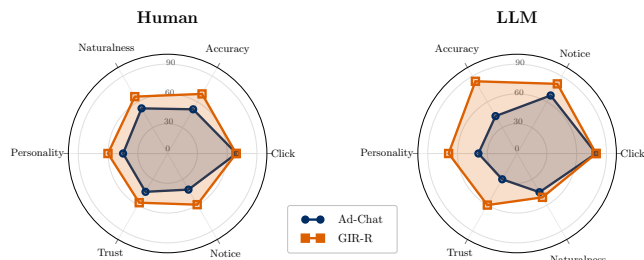 Human
LLM
Naturalness
Accuracy
Accuracy
Notice
90
60
30
0
90
60
30
0
Personality
Click
Personality
Click
Trust
Notice
Trust
Naturalness
Ad-Chat
GIR-R